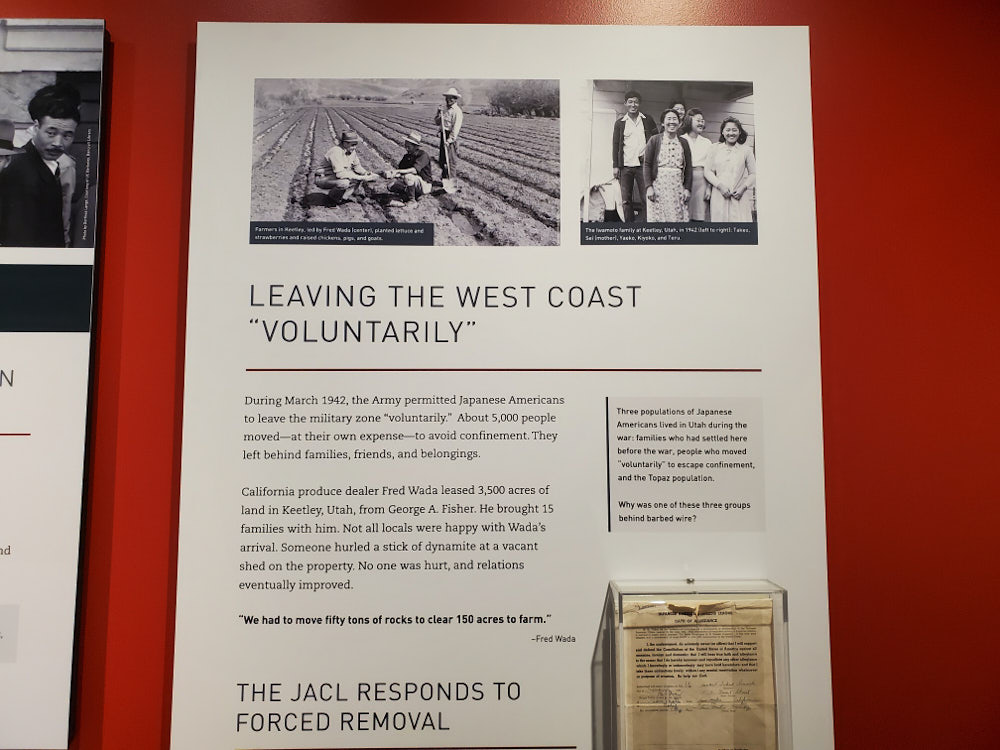 N
nd
Farmers in Keetley, led by Fred Wada (center), planted lettuce and
strawberries and raised chickens, pigs, and goats.
The Iwamoto family at Keetley, Utah, in 1942 (left to right): Takeo,
Sei (mother), Yaeko, Kiyoko, and Teru.
LEAVING THE WEST COAST
“VOLUNTARILY”
During March 1942, the Army permitted Japanese Americans
to leave the military zone “voluntarily.” About 5,000 people
moved—at their own expense—to avoid confinement. They
left behind families, friends, and belongings.
California produce dealer Fred Wada leased 3,500 acres of
land in Keetley, Utah, from George A. Fisher. He brought 15
families with him. Not all locals were happy with Wada’s
arrival. Someone hurled a stick of dynamite at a vacant
shed on the property. No one was hurt, and relations
eventually improved.
“We had to move fifty tons of rocks to clear 150 acres to farm.”
–Fred Wada
Three populations of Japanese
Americans lived in Utah during the
war: families who had settled here
before the war, people who moved
“voluntarily” to escape confinement,
and the Topaz population.
Why was one of these three groups
behind barbed wire?
THE JACL RESPONDS TO
FORCED REMOVAL
OATH OF ALLEGIANCE